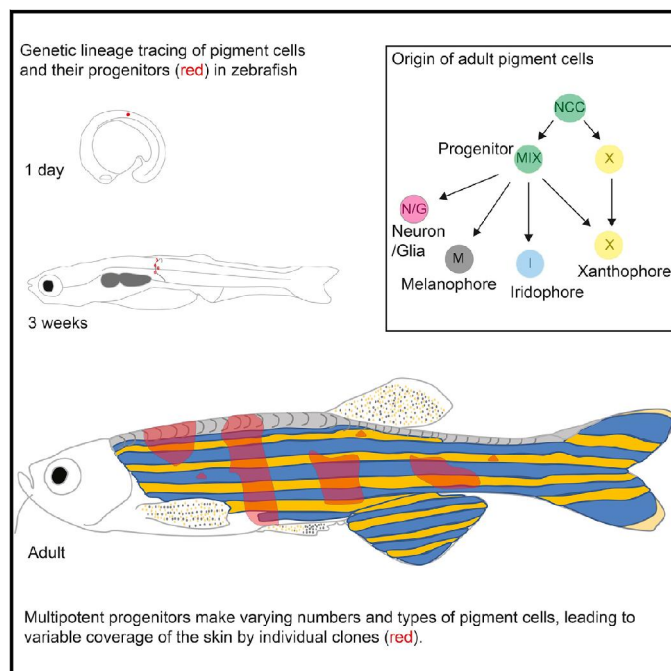 Genetic lineage tracing of pigment cells
and their progenitors (red) in zebrafish
1 day
3 weeks
Origin of adult pigment cells
NCC
Progenitor
MIX
X
N/G
Neuron
/Glia
M
Melanophore
I
Iridophore
X
Xanthophore
Adult
Multipotent progenitors make varying numbers and types of pigment cells, leading to
variable coverage of the skin by individual clones (red).